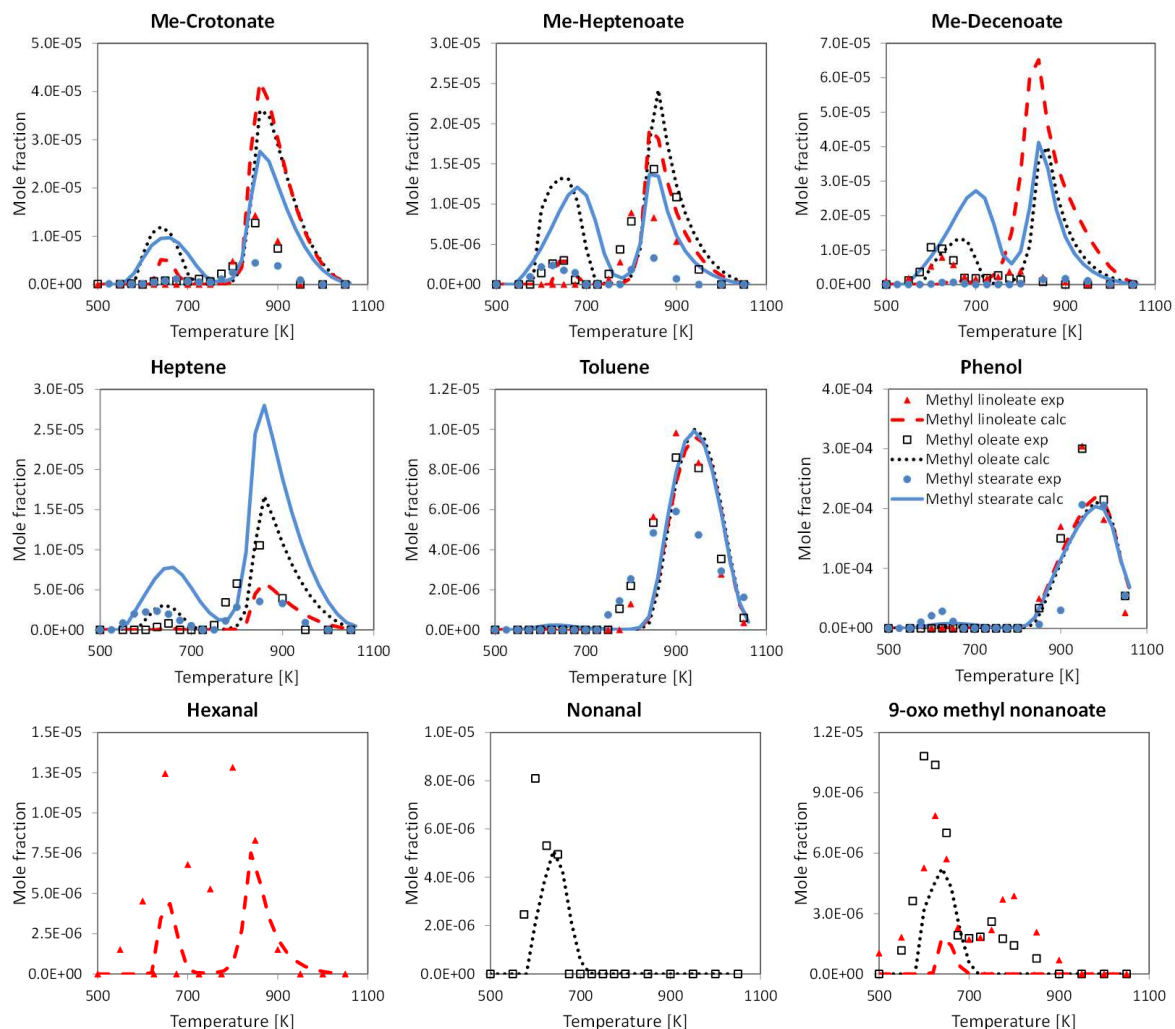 Me-Crotonate
5.0E-05
4.0E-05
3.0E-05
2.0E-05
1.0E-05
0.0E+00
Mole fraction
500 700 900 1100
Temperature [K]
Me-Heptenoate
3.0E-05
2.5E-05
2.0E-05
1.5E-05
1.0E-05
5.0E-06
0.0E+00
Mole fraction
500 700 900 1100
Temperature [K]
Me-Decenoate
7.0E-05
6.0E-05
5.0E-05
4.0E-05
3.0E-05
2.0E-05
1.0E-05
0.0E+00
Mole fraction
500 700 900 1100
Temperature [K]
Heptene
3.0E-05
2.5E-05
2.0E-05
1.5E-05
1.0E-05
5.0E-06
0.0E+00
Mole fraction
500 700 900 1100
Temperature [K]
Toluene
1.2E-05
1.0E-05
8.0E-06
6.0E-06
4.0E-06
2.0E-06
0.0E+00
Mole fraction
500 700 900 1100
Temperature [K]
Phenol
4.0E-04
3.0E-04
2.0E-04
1.0E-04
0.0E+00
Mole fraction
Methyl linoleate exp
Methyl linoleate calc
Methyl oleate exp
Methyl oleate calc
Methyl stearate exp
Methyl stearate calc
500 700 900 1100
Temperature [K]
Hexanal
1.5E-05
1.3E-05
1.0E-05
7.5E-06
5.0E-06
2.5E-06
0.0E+00
Mole fraction
500 700 900 1100
Temperature [K]
Nonanal
1.0E-05
8.0E-06
6.0E-06
4.0E-06
2.0E-06
0.0E+00
Mole fraction
500 700 900 1100
Temperature [K]
9-oxo methyl nonanoate
1.2E-05
9.0E-06
6.0E-06
3.0E-06
0.0E+00
Mole fraction
500 700 900 1100
Temperature [K]